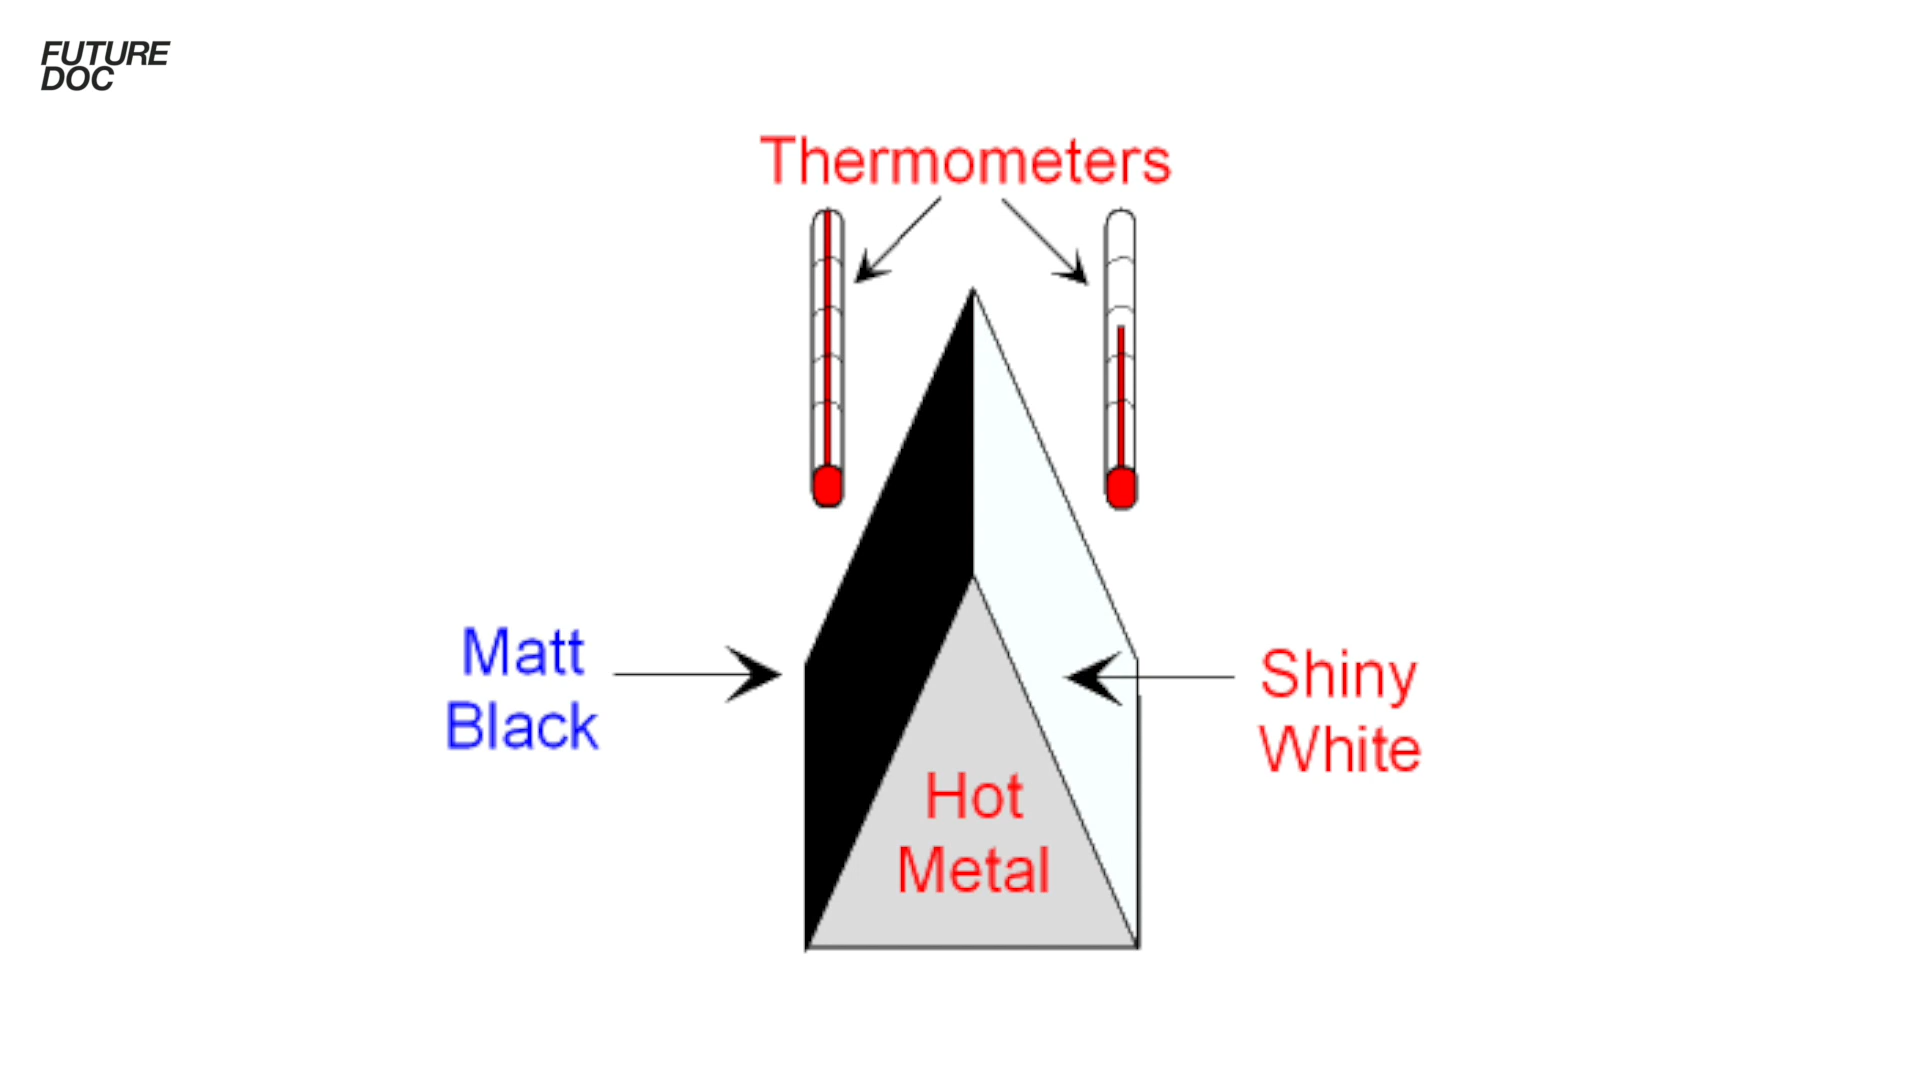 FUTURE
DOC
Thermometers
Matt
Black
Shiny
White
Hot
Metal